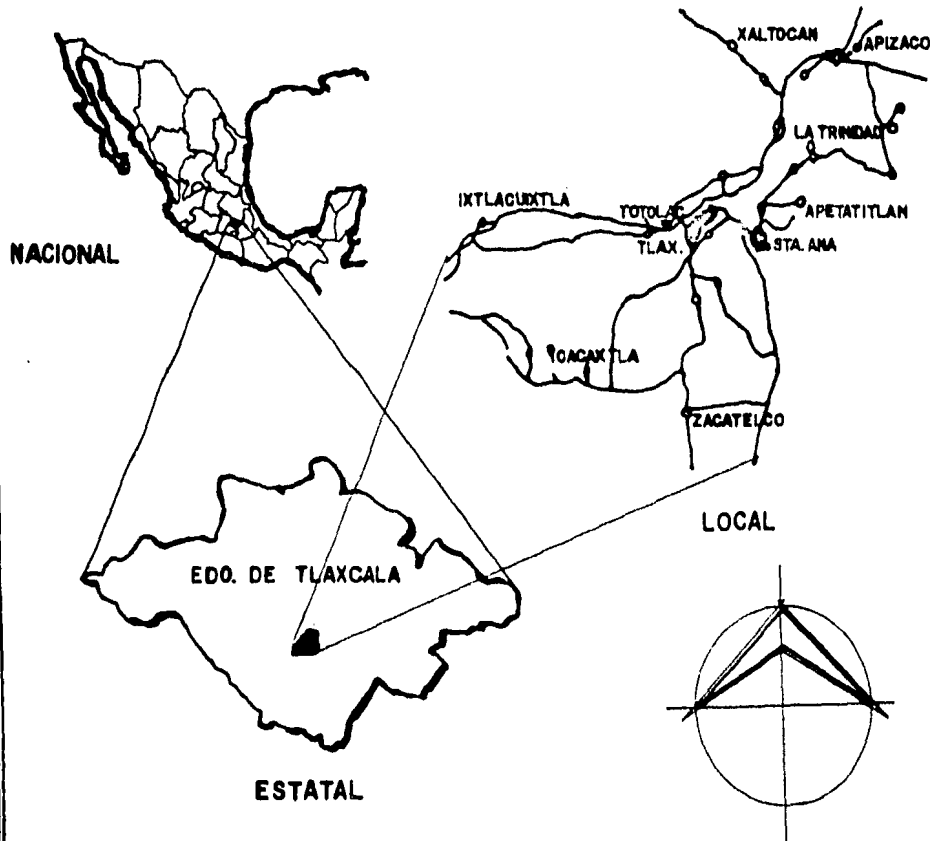 NACIONAL
XALTOCAN
APIZACO
LA TRINIDAD
IXTLACUIXTLA
TOTOLAC
APETATITLAN
TLAX.
STA. ANA
CACAXTLA
ZACATELCO
LOCAL
EDO. DE TLAXCALA
ESTATAL